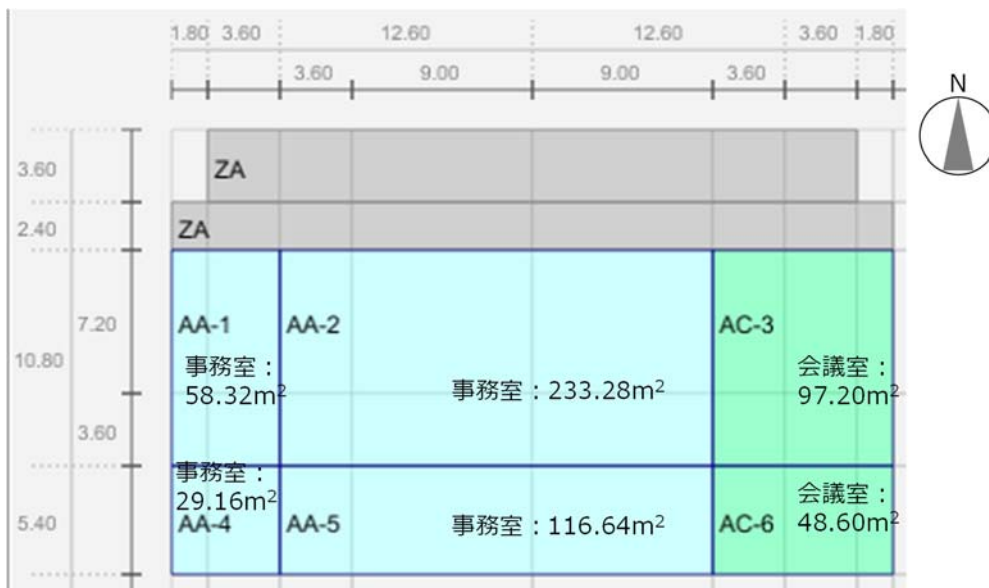 1.80 3.60 12.60 12.60 3.60 1.80
3.60 9.00 9.00 3.60
N
3.60
ZA
2.40
ZA
7.20
AA-1 AA-2 AC-3
10.80
事務室：
58.32m²
事務室：233.28m²
会議室：
97.20m²
3.60
事務室：
29.16m²
5.40
AA-4 AA-5
事務室：116.64m²
AC-6
会議室：
48.60m²